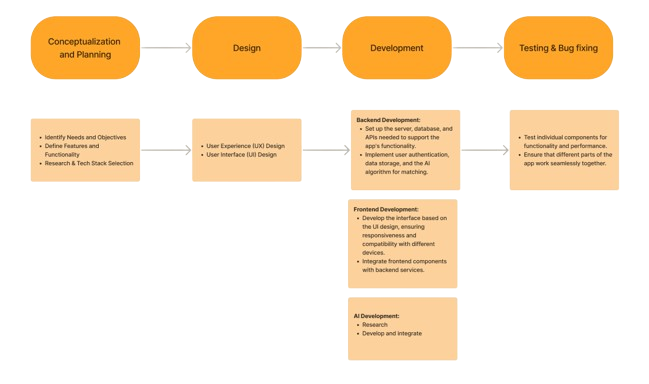 Conceptualization
and Planning
Design
Development
Testing & Bug fixing
• Identify Needs and Objectives
• Define Features and
Functionality
• Research & Tech Stack Selection
• User Experience (UX) Design
• User Interface (UI) Design
Backend Development:
• Set up the server, database, and
APIs needed to support the
app's functionality.
• Implement user authentication,
data storage, and the AI
algorithm for matching.
• Test individual components for
functionality and performance.
• Ensure that different parts of the
app work seamlessly together.
Frontend Development:
• Develop the interface based on
the UI design, ensuring
responsiveness and
compatibility with different
devices.
• Integrate frontend components
with backend services.
AI Development:
• Research
• Develop and integrate